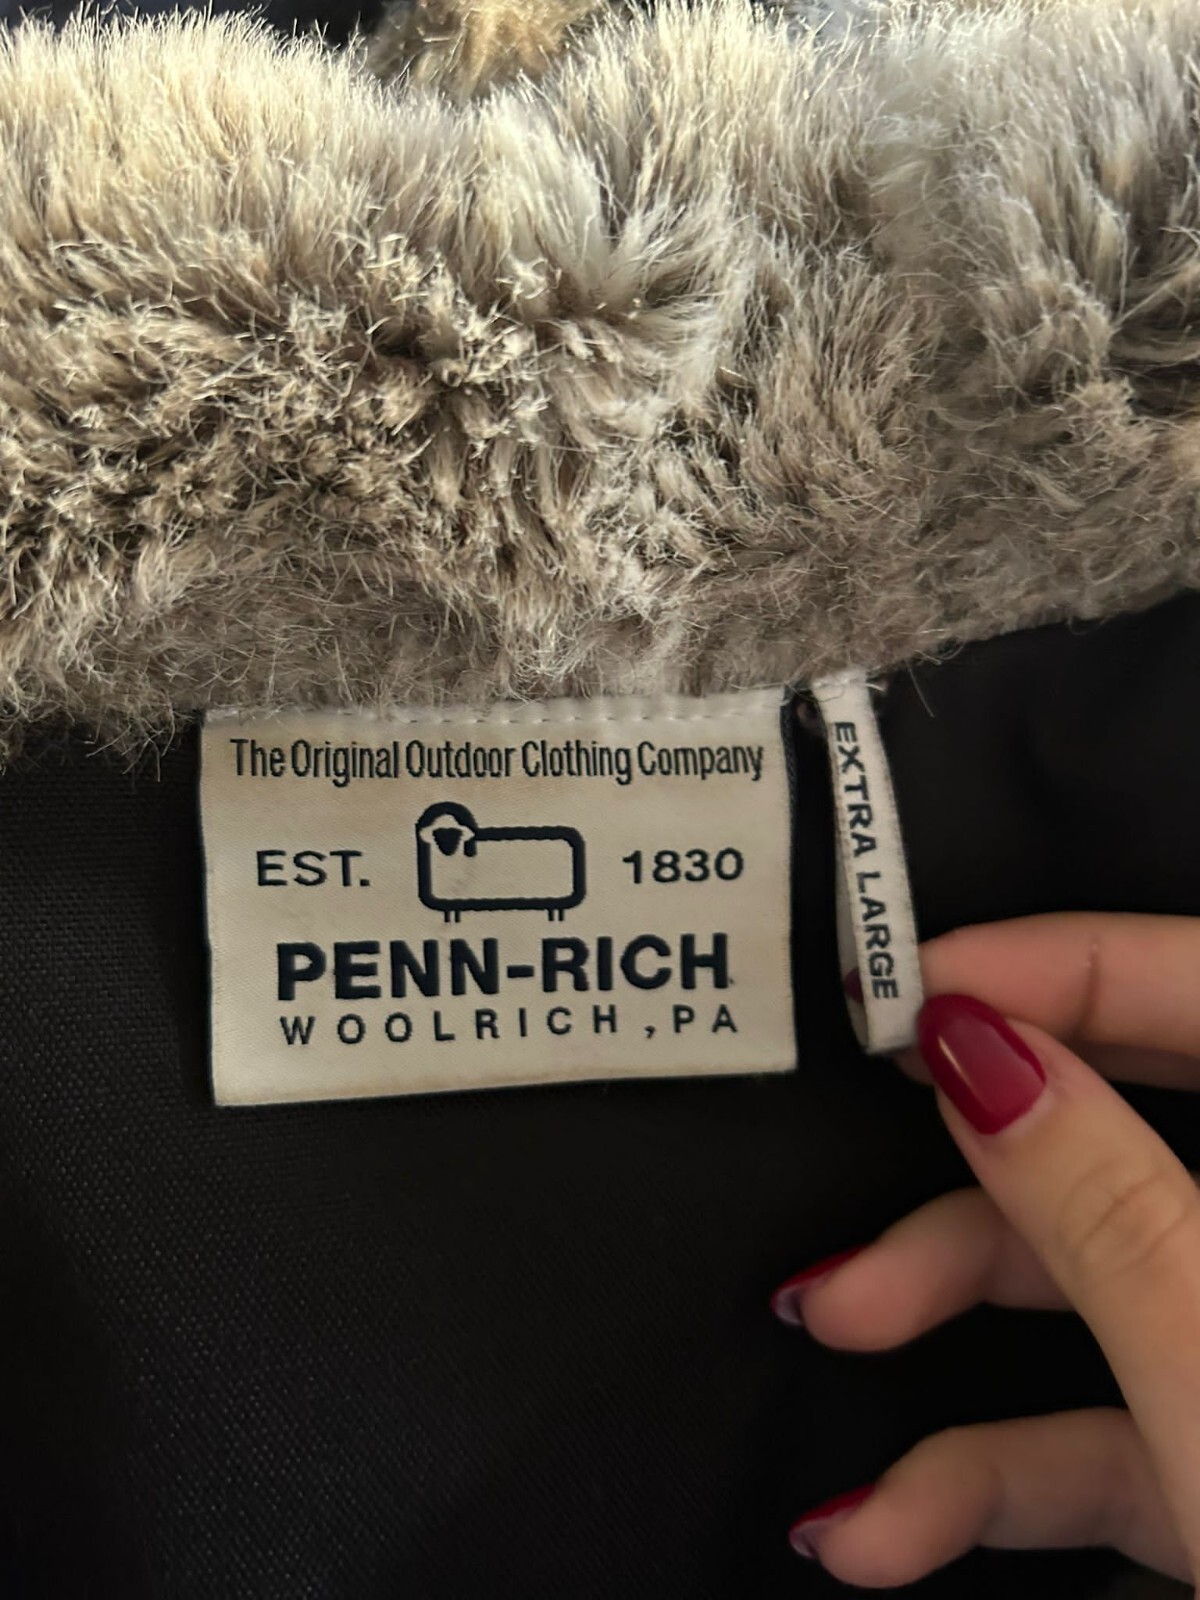 The Original Outdoor Clothing Company
EST. 1830
PENN-RICH
WOOLRICH, PA
EXTRA LARGE